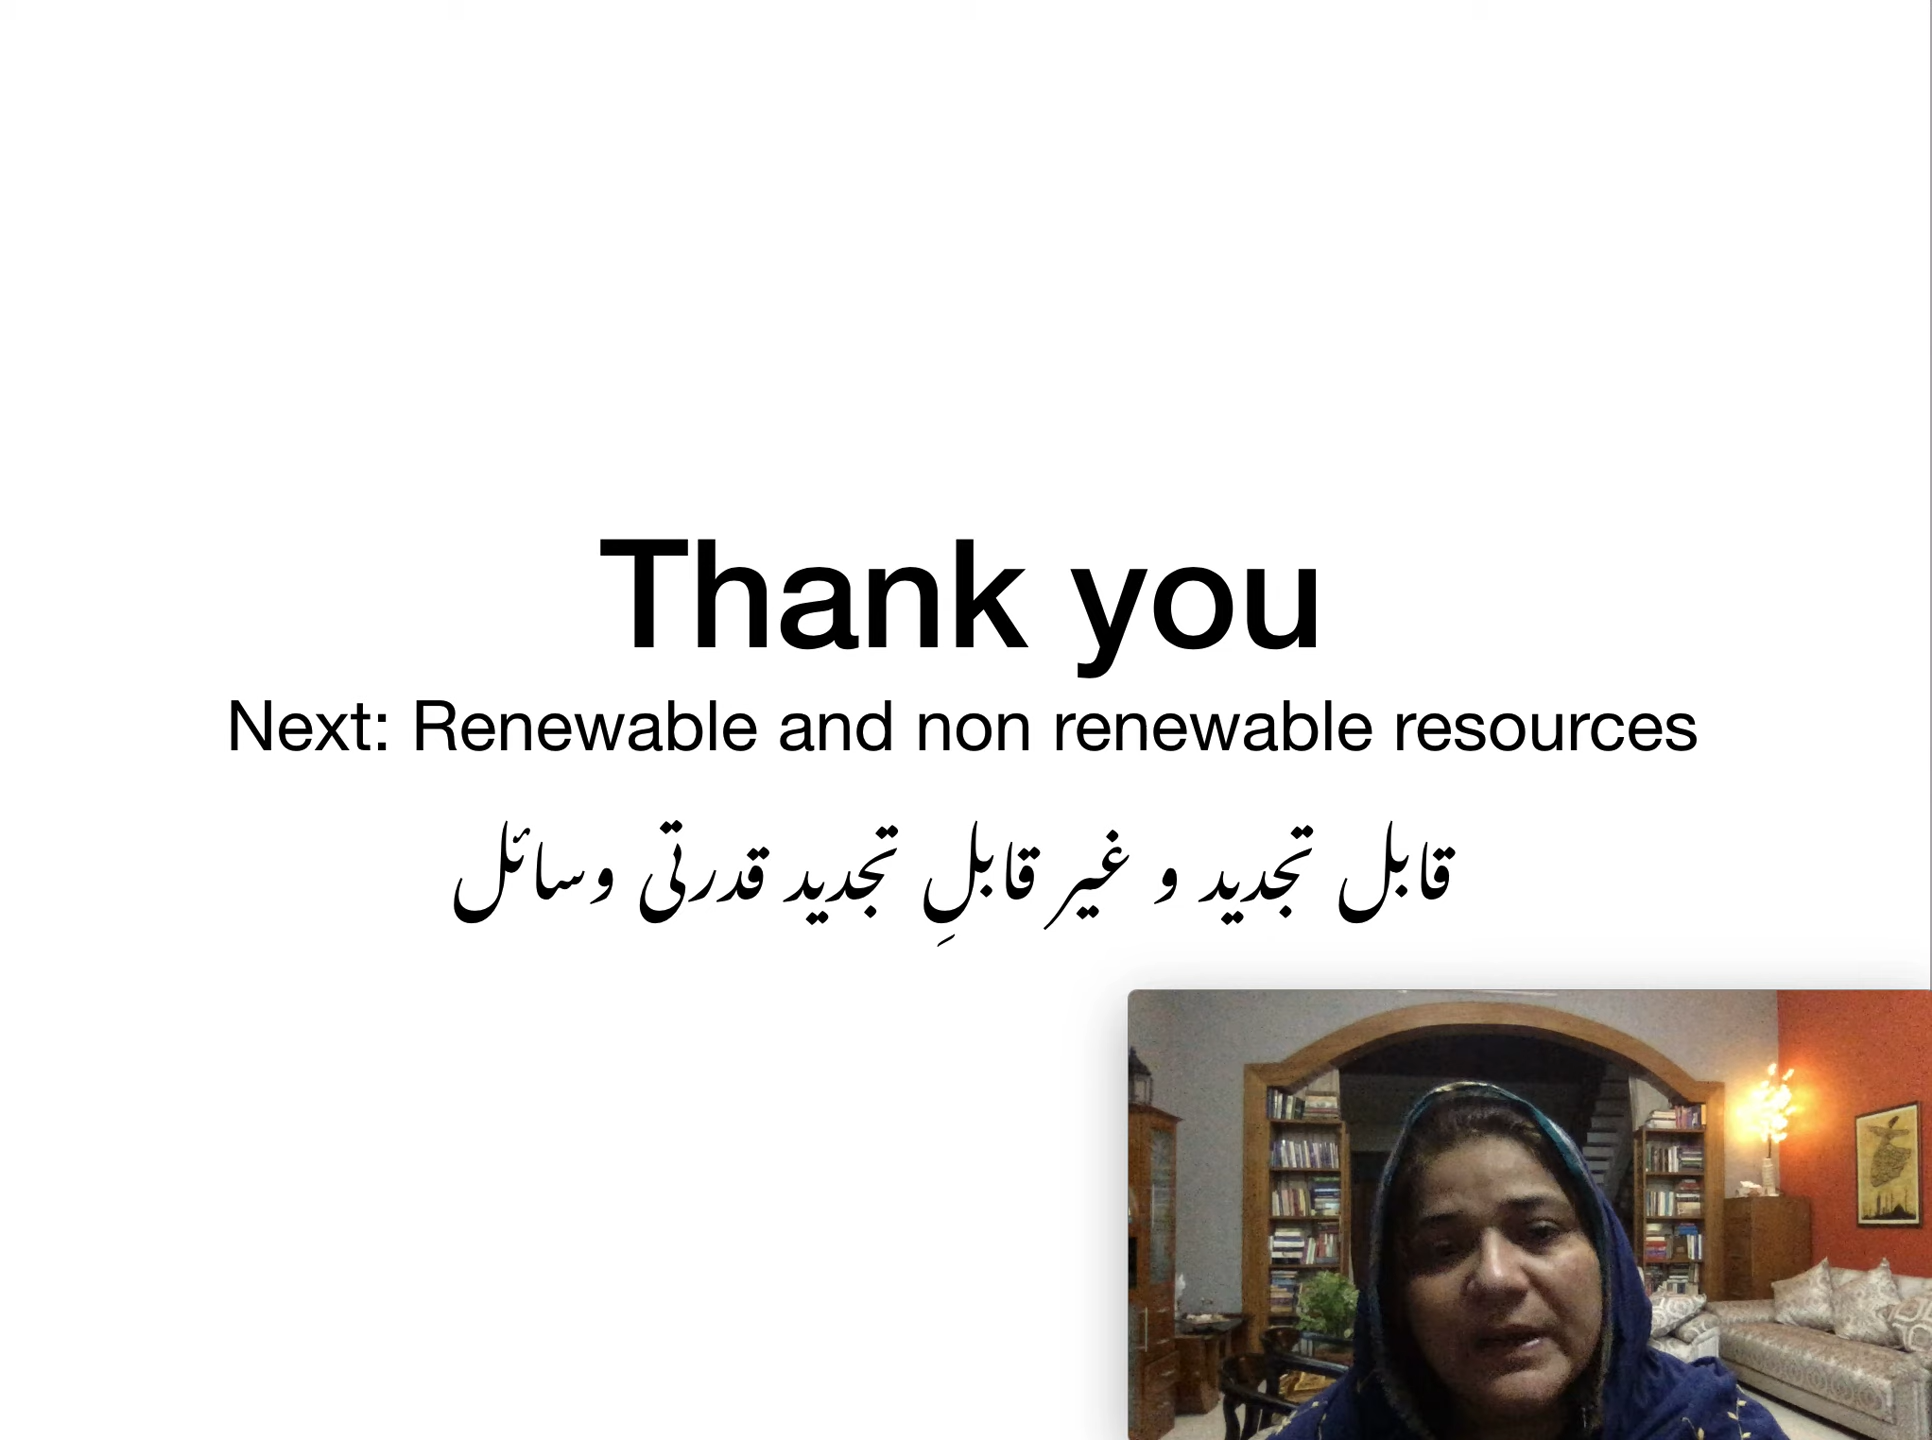 Thank you
Next: Renewable and non renewable resources
قابل تجدید و غیر قابلِ تجدید قدرتی وسائل